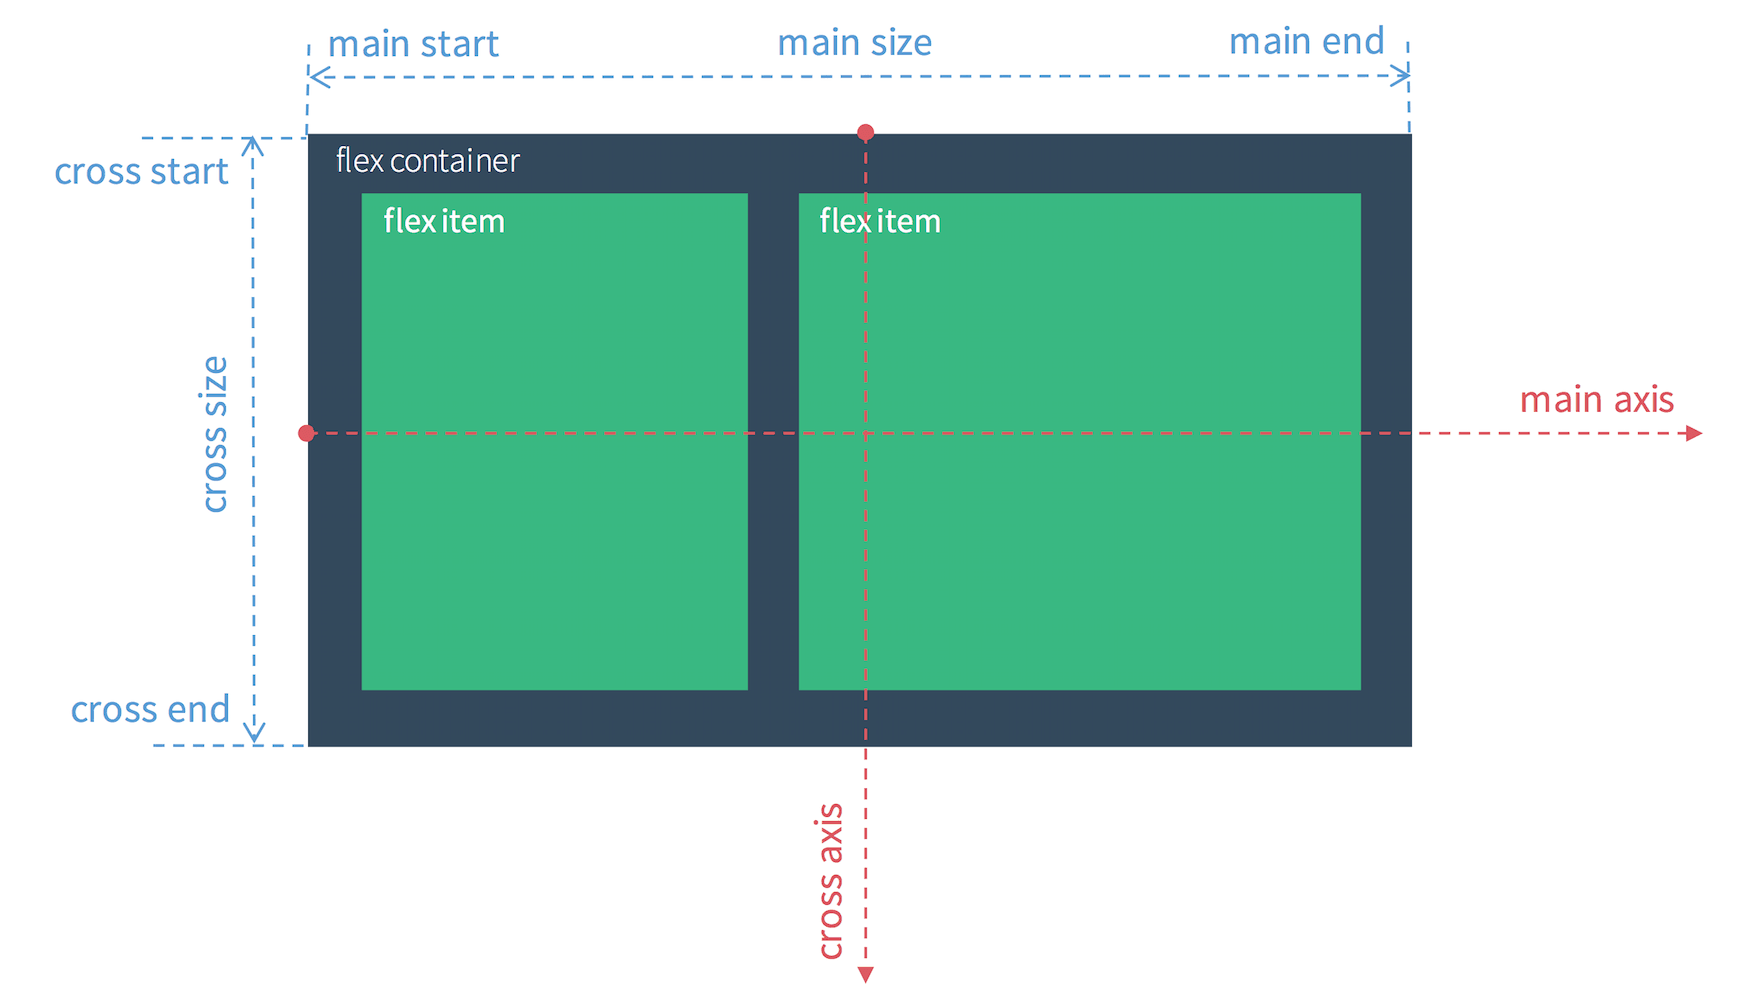 main start
main size
main end
cross start
flex container
flex item
flex item
cross size
main axis
cross end
cross axis